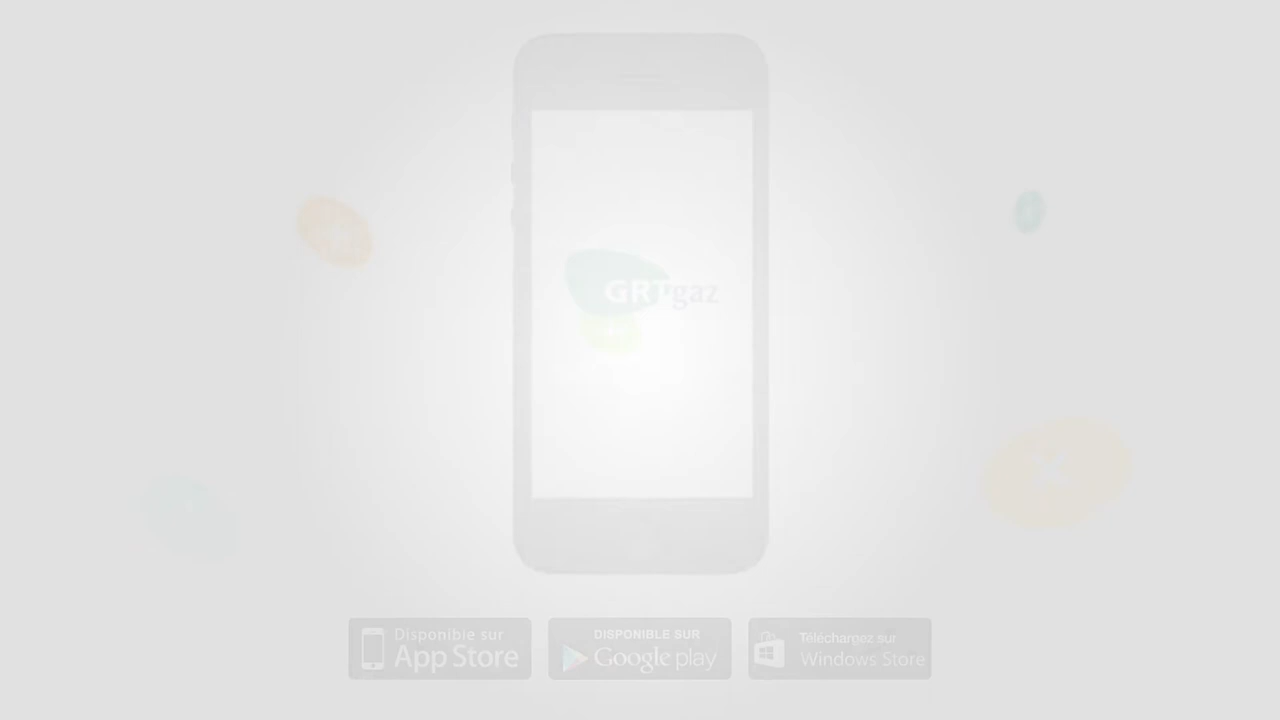 GRTgaz
Disponible sur
App Store
DISPONIBLE SUR
Google play
Téléchargez sur
Windows Store